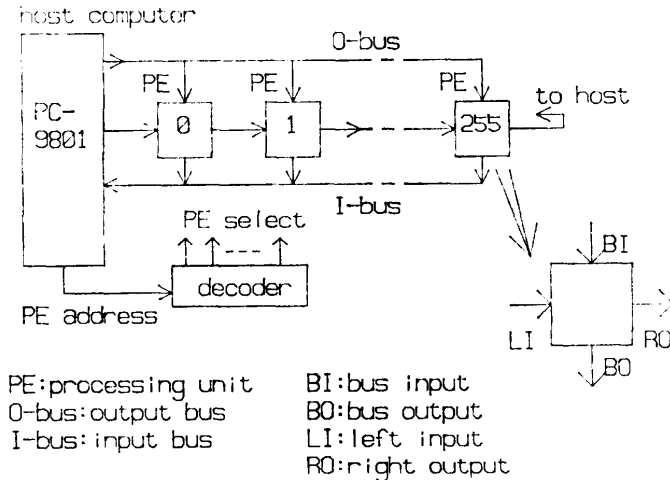 host computer
O-bus
PE PE PE
to host
PC-
9801
0 1 255
I-bus
PE select
decoder
PE address
BI
LI RO
BO
PE:processing unit
O-bus:output bus
I-bus:input bus
BI:bus input
BO:bus output
LI:left input
RO:right output